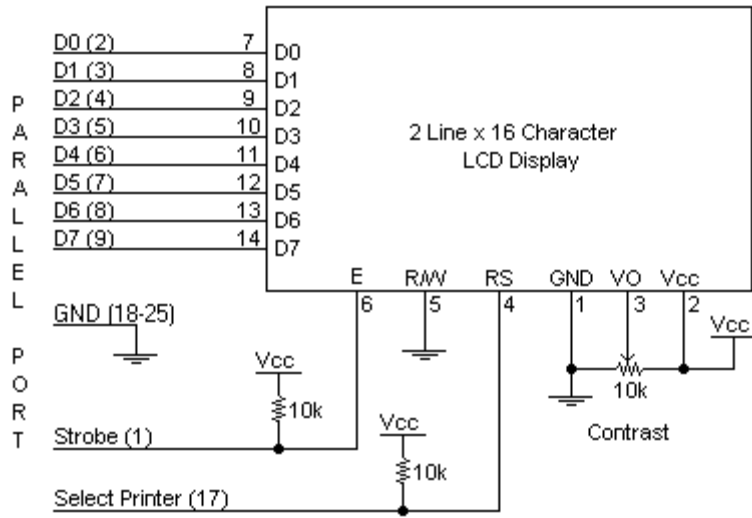 PARALLEL PORT
D0 (2) 7 D0
D1 (3) 8 D1
D2 (4) 9 D2
D3 (5) 10 D3
D4 (6) 11 D4
D5 (7) 12 D5
D6 (8) 13 D6
D7 (9) 14 D7
2 Line x 16 Character
LCD Display
E R/W RS GND VO Vcc
6 5 4 1 3 2
GND (18-25)
Vcc
Vcc
10k
10k
Contrast
Strobe (1)
Vcc
10k
Select Printer (17)